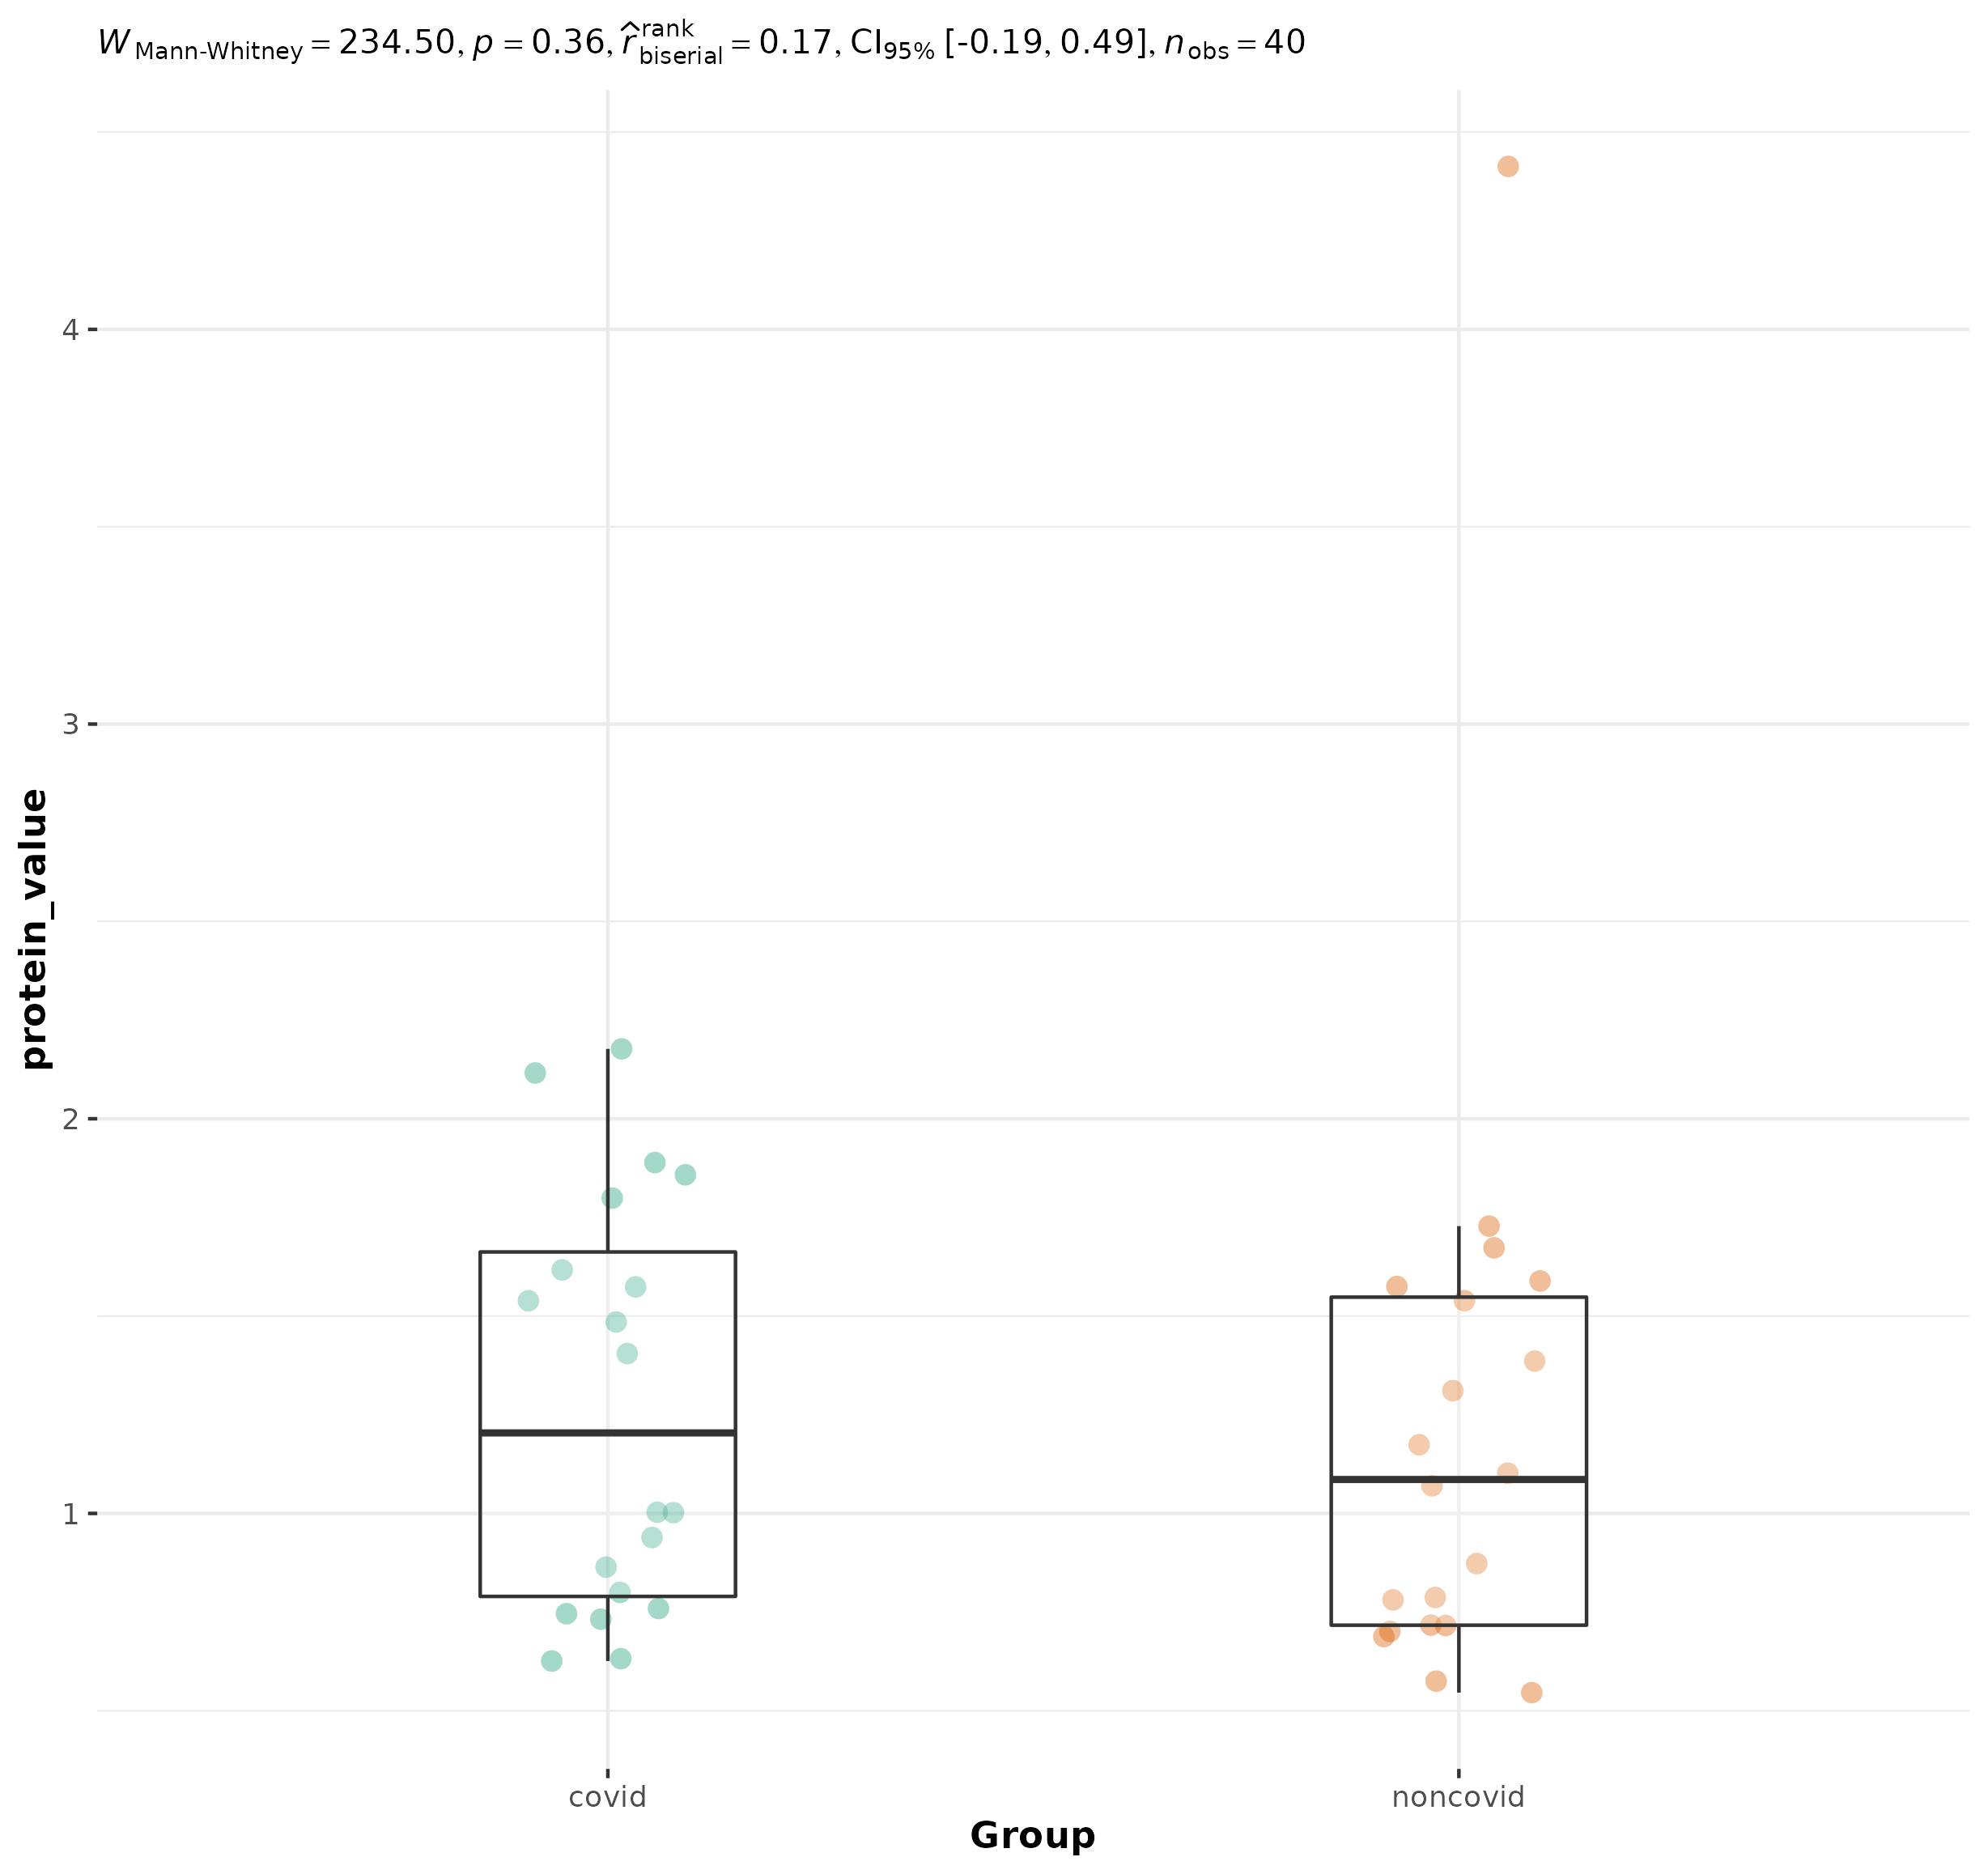 W Mann-Whitney = 234.50, p = 0.36, r̂ rank biserial = 0.17, CI95% [-0.19, 0.49], n obs = 40
4
3
2
1
protein_value
covid noncovid
Group